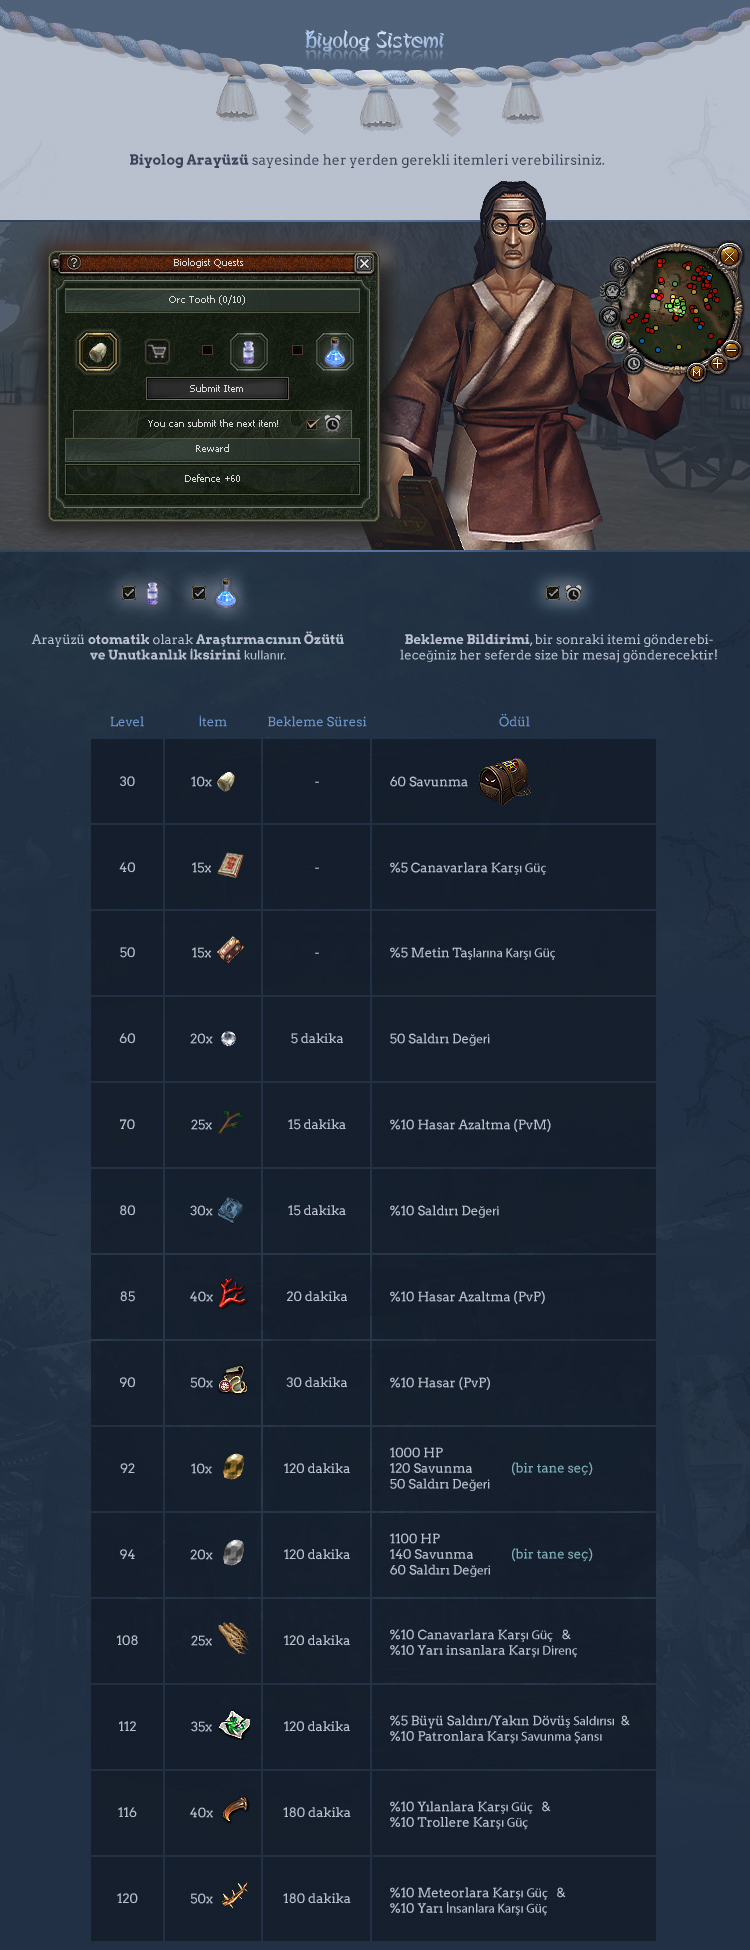 Biyolog Sistemi
Biyolog Arayüzü sayesinde her yerden gerekli itemleri verebilirsiniz.
?
Biologist Quests
Orc Tooth (0/10)
Submit Item
You can submit the next item!
Reward
Defence +60
M
Arayüzü otomatik olarak Araştırmacının Özütü
ve Unutkanlık İksirini kullanır.
Bekleme Bildirimi, bir sonraki itemi gönderebi-
leceğiniz her seferde size bir mesaj gönderecektir!
Level İtem Bekleme Süresi Ödül
30 10x - 60 Savunma
40 15x - %5 Canavarlara Karşı Güç
50 15x - %5 Metin Taşlarına Karşı Güç
60 20x 5 dakika 50 Saldırı Değeri
70 25x 15 dakika %10 Hasar Azaltma (PvM)
80 30x 15 dakika %10 Saldırı Değeri
85 40x 20 dakika %10 Hasar Azaltma (PvP)
90 50x 30 dakika %10 Hasar (PvP)
1000 HP
92 10x 120 dakika 120 Savunma (bir tane seç)
50 Saldırı Değeri
1100 HP
94 20x 120 dakika 140 Savunma (bir tane seç)
60 Saldırı Değeri
108 25x 120 dakika %10 Canavarlara Karşı Güç &
%10 Yarı insanlara Karşı Direnç
112 35x 120 dakika %5 Büyü Saldırı/Yakın Dövüş Saldırısı &
%10 Patronlara Karşı Savunma Şansı
116 40x 180 dakika %10 Yılanlara Karşı Güç &
%10 Trollere Karşı Güç
120 50x 180 dakika %10 Meteorlara Karşı Güç &
%10 Yarı İnsanlara Karşı Güç